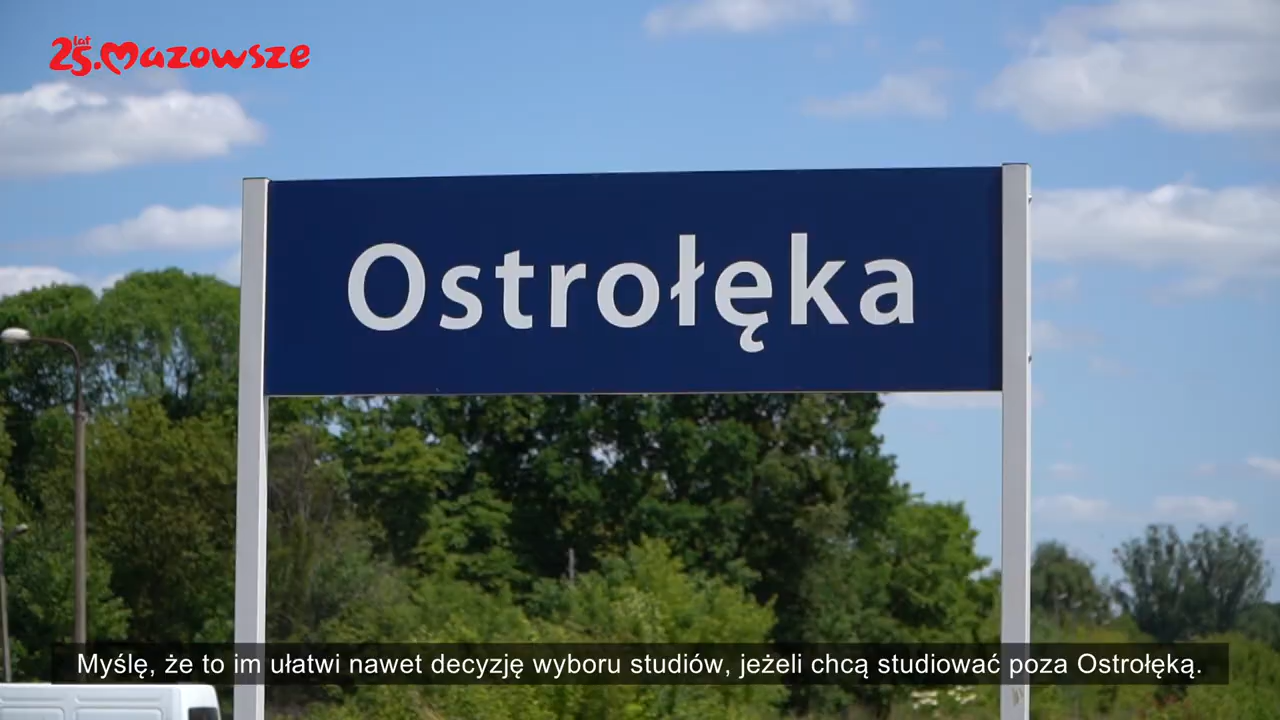 25 lat Mazowsze
Ostrołęka
Myślę, że to im ułatwi nawet decyzję wyboru studiów, jeżeli chcą studiować poza Ostrołęką.